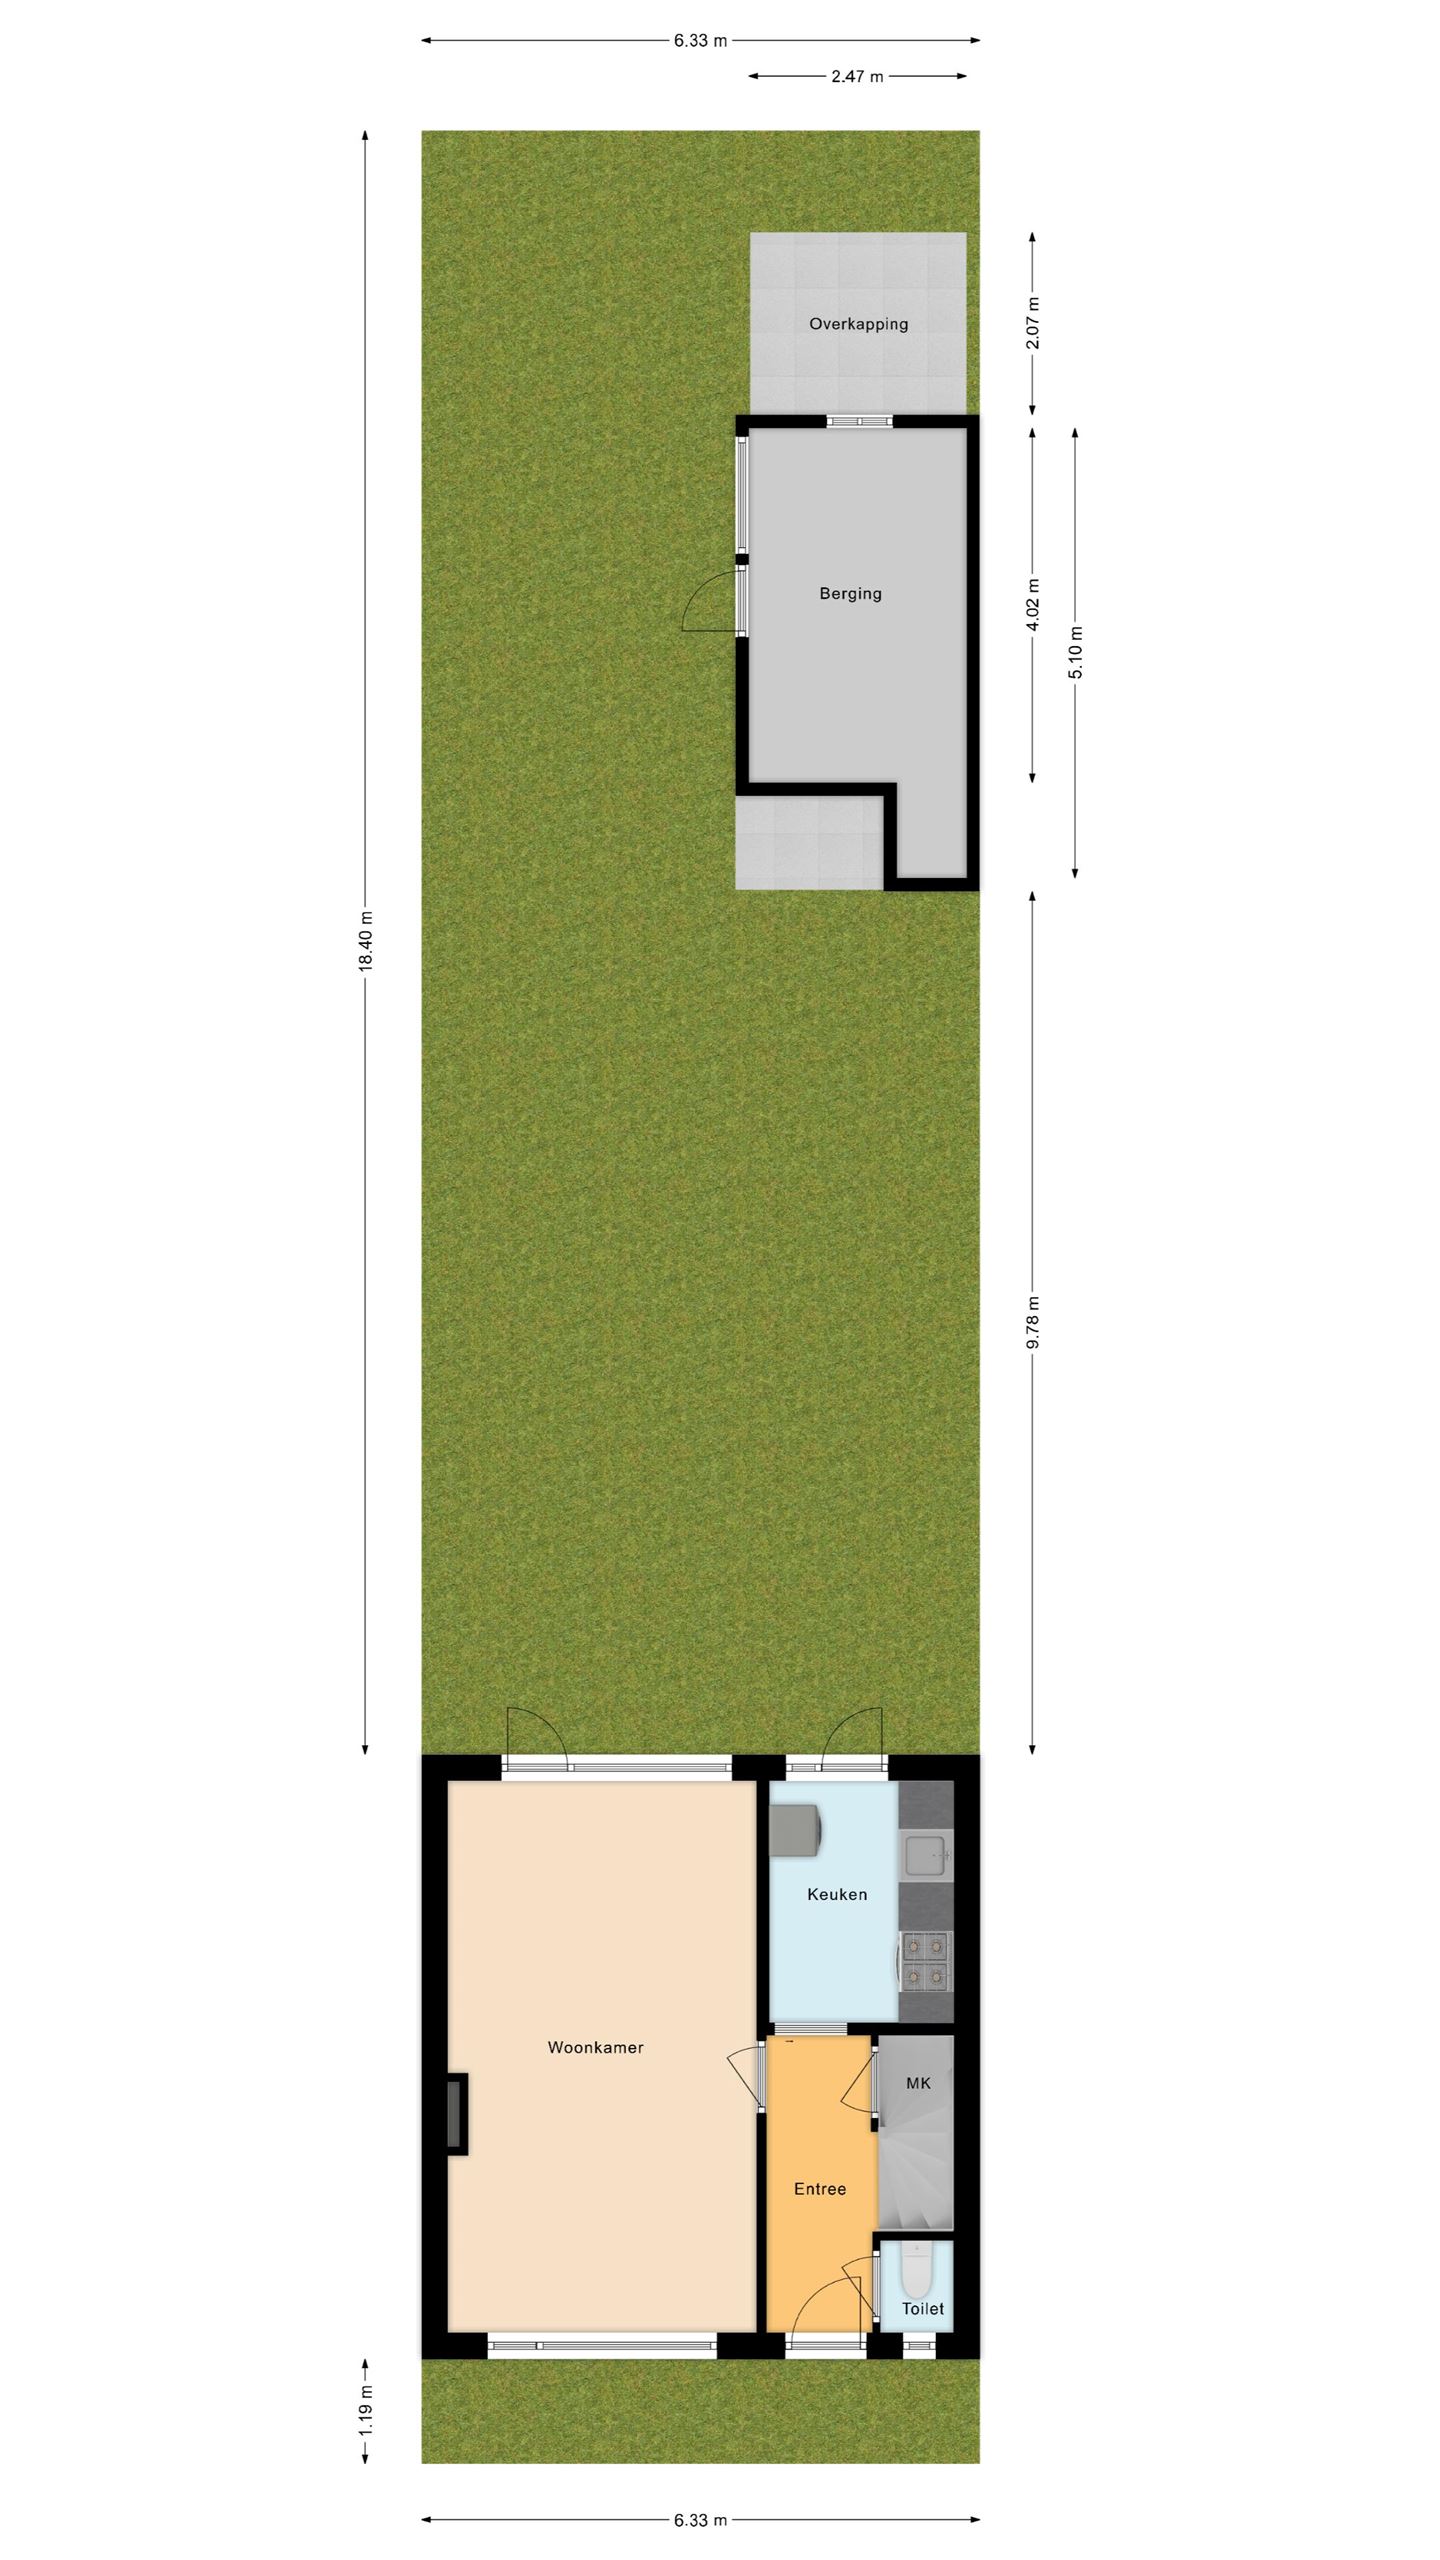 6.33 m
2.47 m
Overkapping
2.07 m
Berging
4.02 m
5.10 m
18.40 m
9.78 m
Keuken
Woonkamer
MK
Entree
Toilet
1.19 m
6.33 m